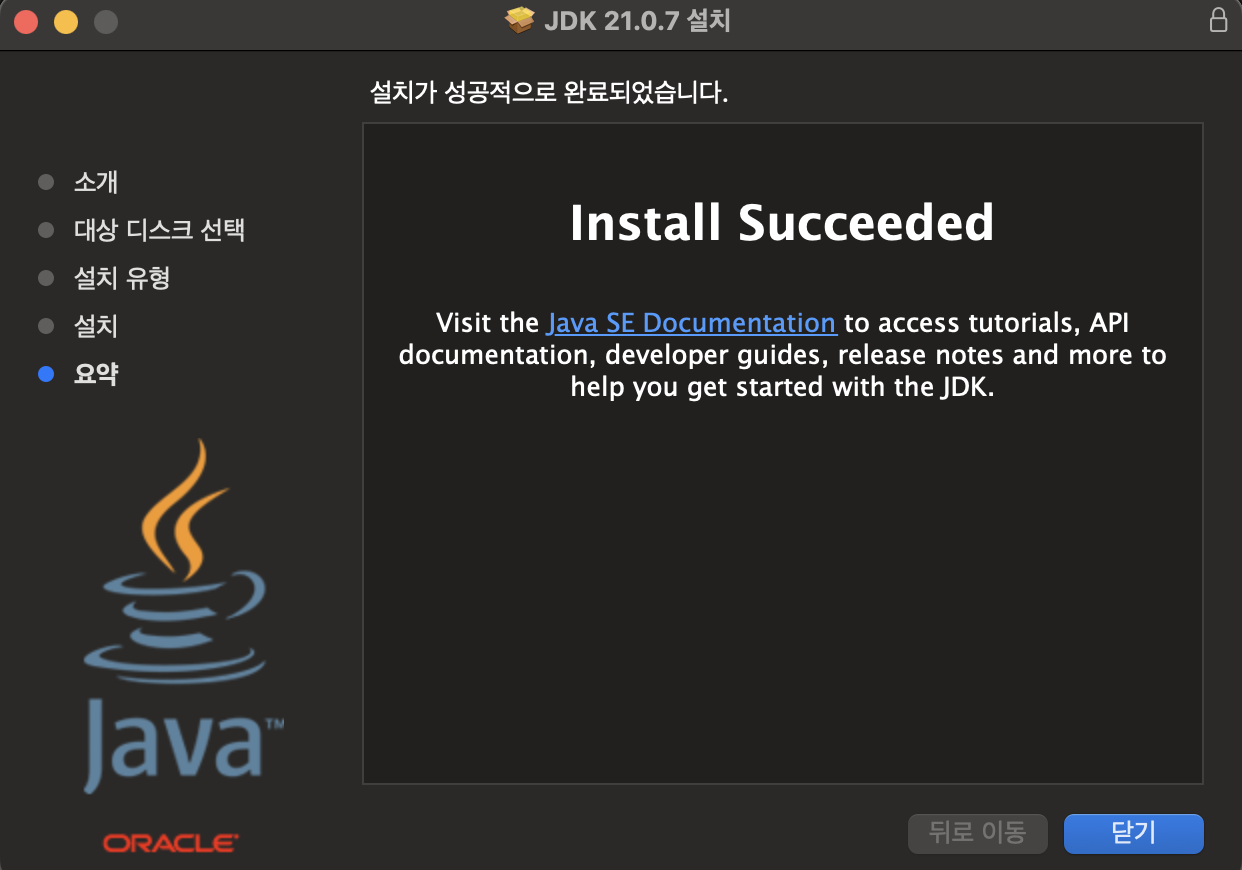 JDK 21.0.7 설치
설치가 성공적으로 완료되었습니다.
소개
대상 디스크 선택
설치 유형
설치
요약
Install Succeeded
Visit the Java SE Documentation to access tutorials, API
documentation, developer guides, release notes and more to
help you get started with the JDK.
Java™
ORACLE
뒤로 이동
닫기